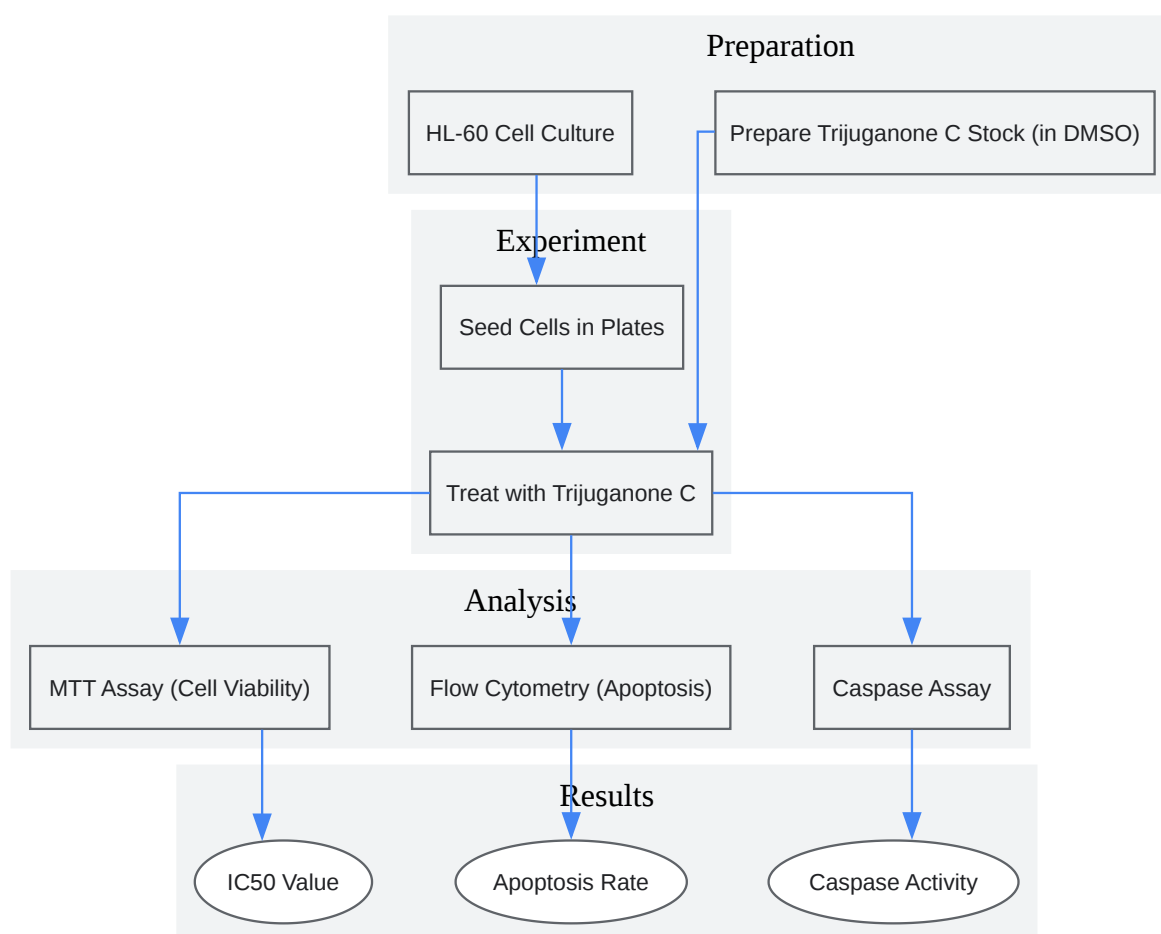 Preparation
HL-60 Cell Culture
Prepare Trijuganone C Stock (in DMSO)
Experiment
Seed Cells in Plates
Treat with Trijuganone C
Analysis
MTT Assay (Cell Viability)
Flow Cytometry (Apoptosis)
Caspase Assay
Results
IC50 Value
Apoptosis Rate
Caspase Activity